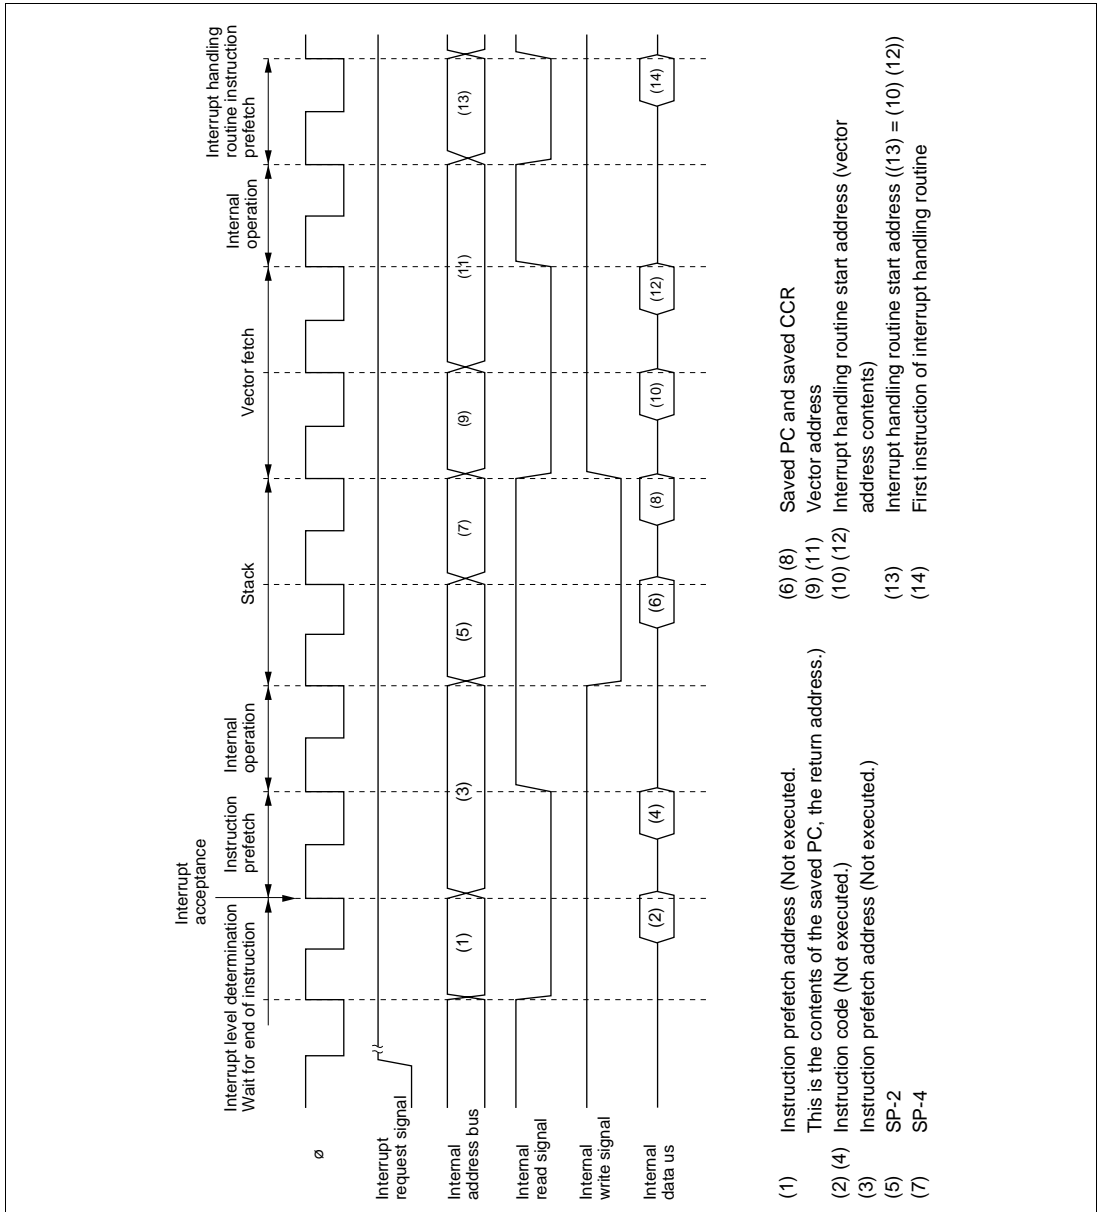 Interrupt
acceptance
Interrupt level determination
Wait for end of instruction
Instruction
prefetch
Internal
operation
Stack
Vector fetch
Internal
operation
Interrupt handling
routine instruction
prefetch
ø
Interrupt
request signal
Internal
address bus
(1)
(3)
(5)
(7)
(9)
(11)
(13)
Internal
read signal
Internal
write signal
Internal
data us
(2)
(4)
(6)
(8)
(10)
(12)
(14)
(1) Instruction prefetch address (Not executed.
This is the contents of the saved PC, the return address.)
(2) (4) Instruction code (Not executed.)
(3) Instruction prefetch address (Not executed.)
(5) SP-2
(7) SP-4
(6) (8) Saved PC and saved CCR
(9) (11) Vector address
(10) (12) Interrupt handling routine start address (vector
address contents)
(13) Interrupt handling routine start address ((13) = (10) (12))
(14) First instruction of interrupt handling routine